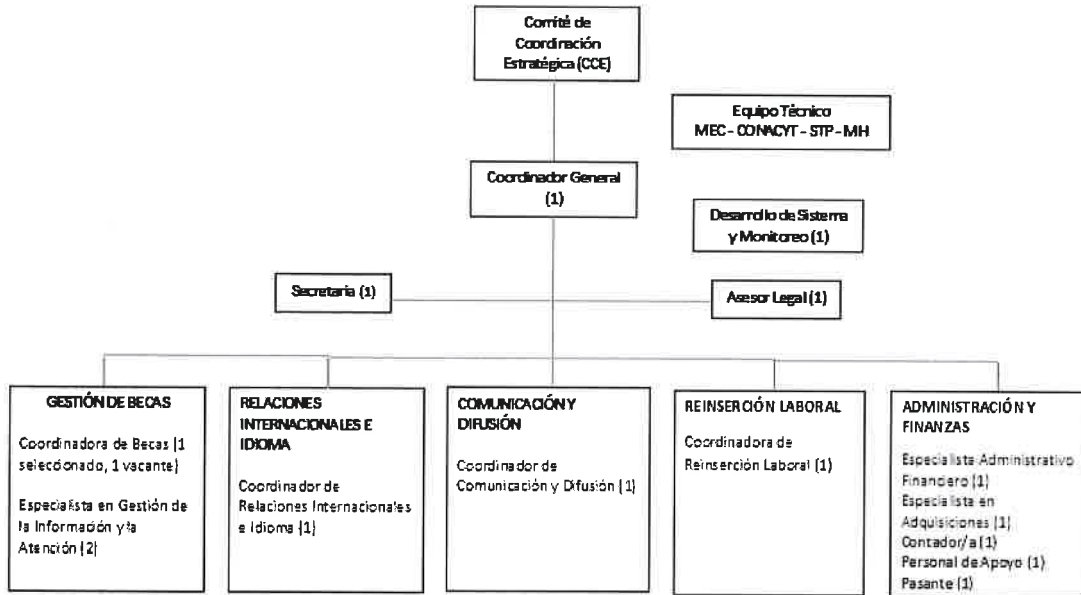 Comité de
Coordinación
Estratégica (CCE)
Equipo Técnico
MEC - CONACYT - STP - MH
Coordinador General
(1)
Desarrollo de Sistema
y Monitoreo (1)
Secretaria (1)
Asesor Legal (1)
GESTIÓN DE BECAS
Coordinadora de Becas (1
seleccionado, 1 vacante)
Especialista en Gestión de
la Información y la
Atención (2)
RELACIONES
INTERNACIONALES E
IDIOMA
Coordinador de
Relaciones Internacionales
e Idioma (1)
COMUNICACIÓN Y
DIFUSIÓN
Coordinador de
Comunicación y Difusión (1)
REINSERCIÓN LABORAL
Coordinadora de
Reinserción Laboral (1)
ADMINISTRACIÓN Y
FINANZAS
Especialista Administrativo
Financiero (1)
Especialista en
Adquisiciones (1)
Contador/a (1)
Personal de Apoyo (1)
Pasante (1)